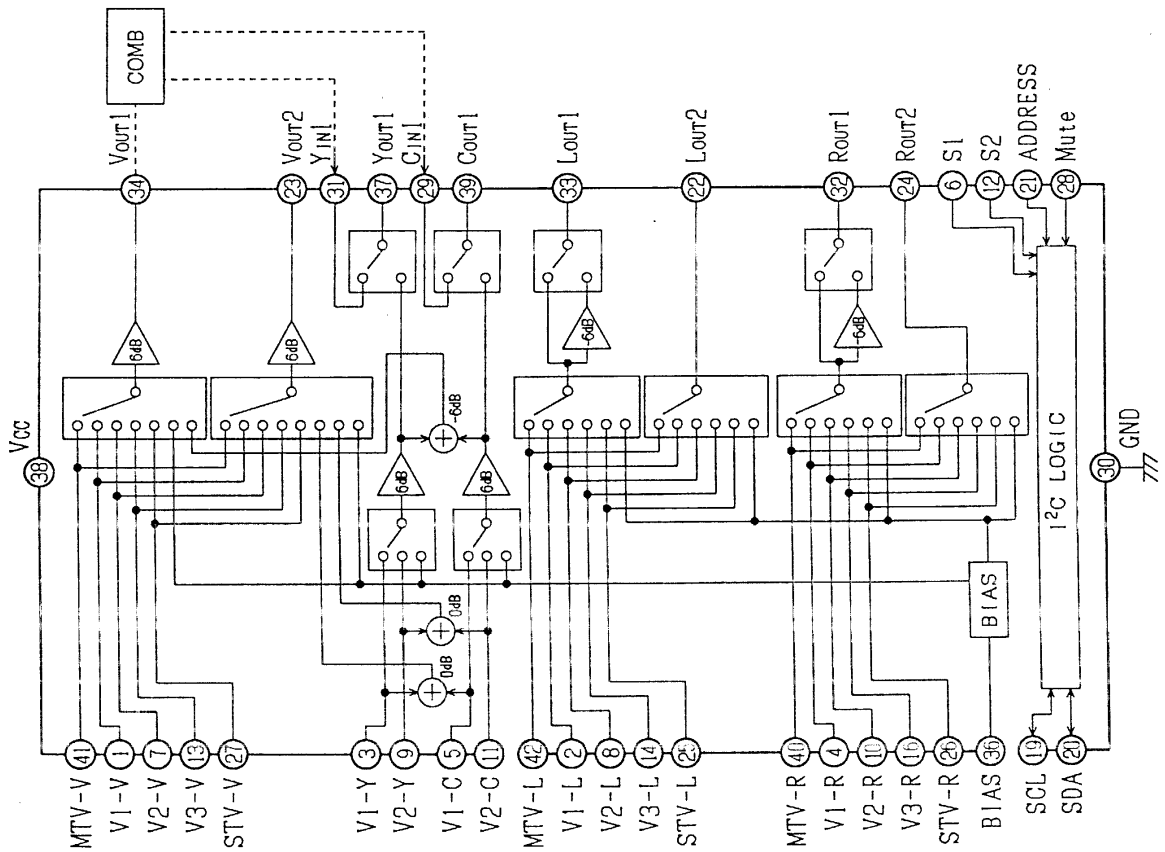 COMB
VOUT1
VOUT2
YIN1
YOUT1
CIN1
COUT1
LOUT1
LOUT2
ROUT1
ROUT2
S1
S2
ADDRESS
Mute
34
23
31
37
29
39
33
22
32
24
6
12
21
28
6dB
6dB
-6dB
-6dB
VCC
38
-6dB
6dB
6dB
I²C LOGIC
30
GND
0dB
0dB
BIAS
41
1
7
13
27
3
9
5
11
42
2
8
14
25
40
4
10
16
26
36
19
20
MTV-V
V1-V
V2-V
V3-V
STV-V
V1-Y
V2-Y
V1-C
V2-C
MTV-L
V1-L
V2-L
V3-L
STV-L
MTV-R
V1-R
V2-R
V3-R
STV-R
BIAS
SCL
SDA